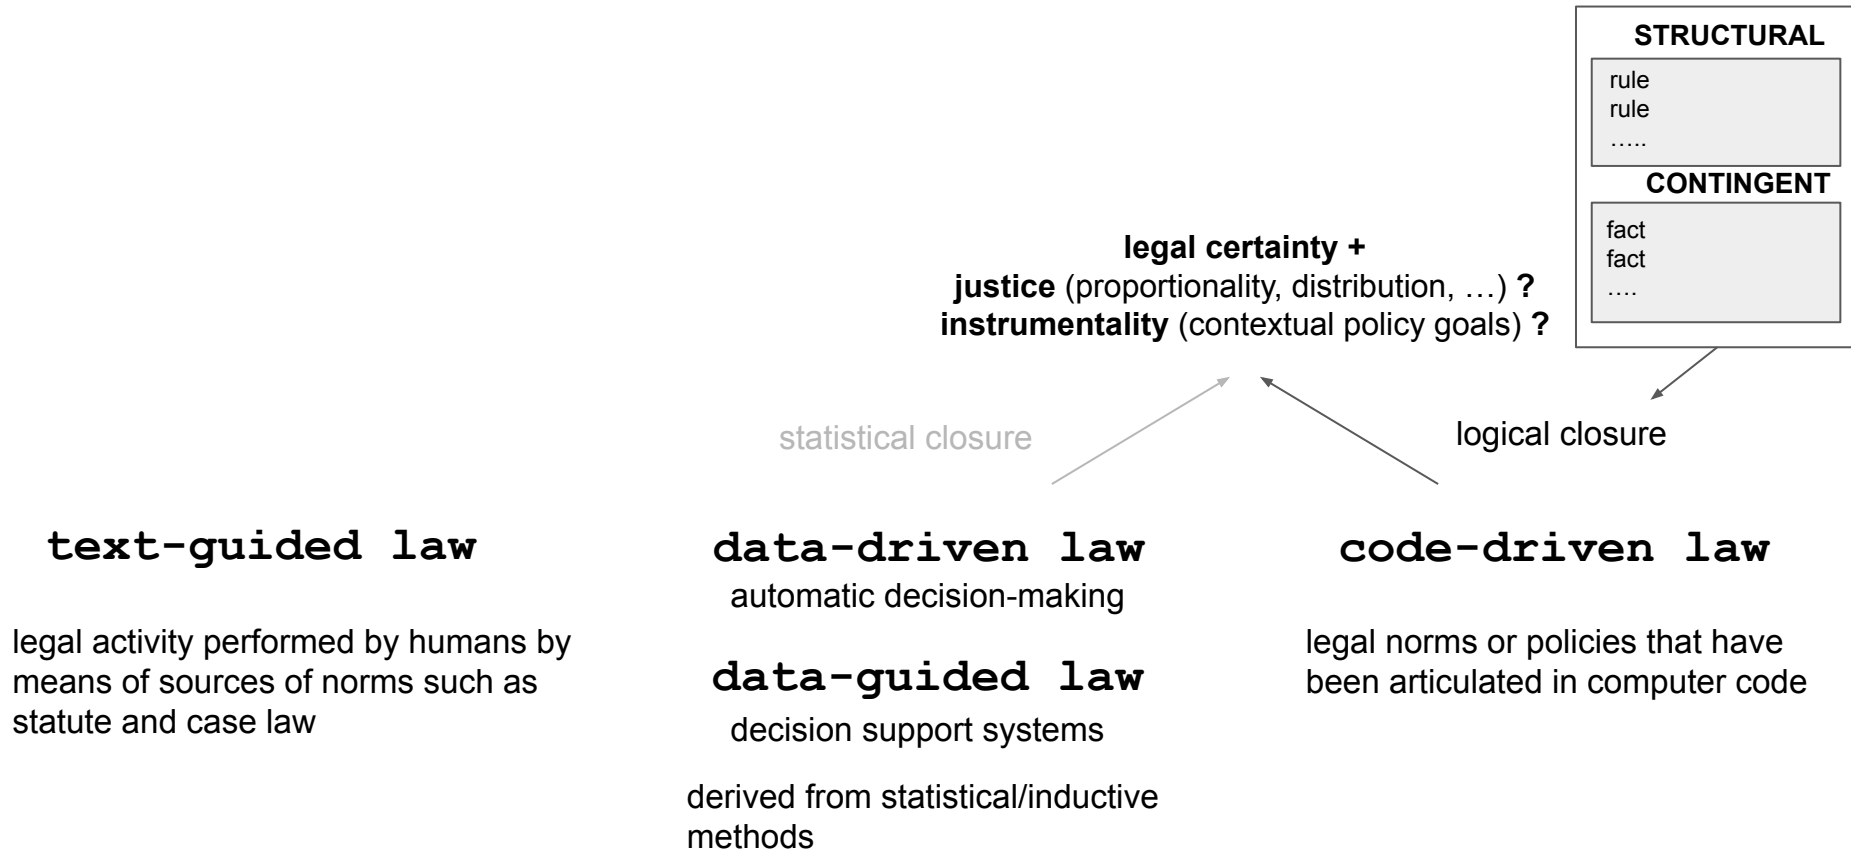 STRUCTURAL
rule
rule
…..
CONTINGENT
fact
fact
….
legal certainty +
justice (proportionality, distribution, …) ?
instrumentality (contextual policy goals) ?
statistical closure
logical closure
text-guided law
legal activity performed by humans by
means of sources of norms such as
statute and case law
data-driven law
automatic decision-making
data-guided law
decision support systems
derived from statistical/inductive
methods
code-driven law
legal norms or policies that have
been articulated in computer code